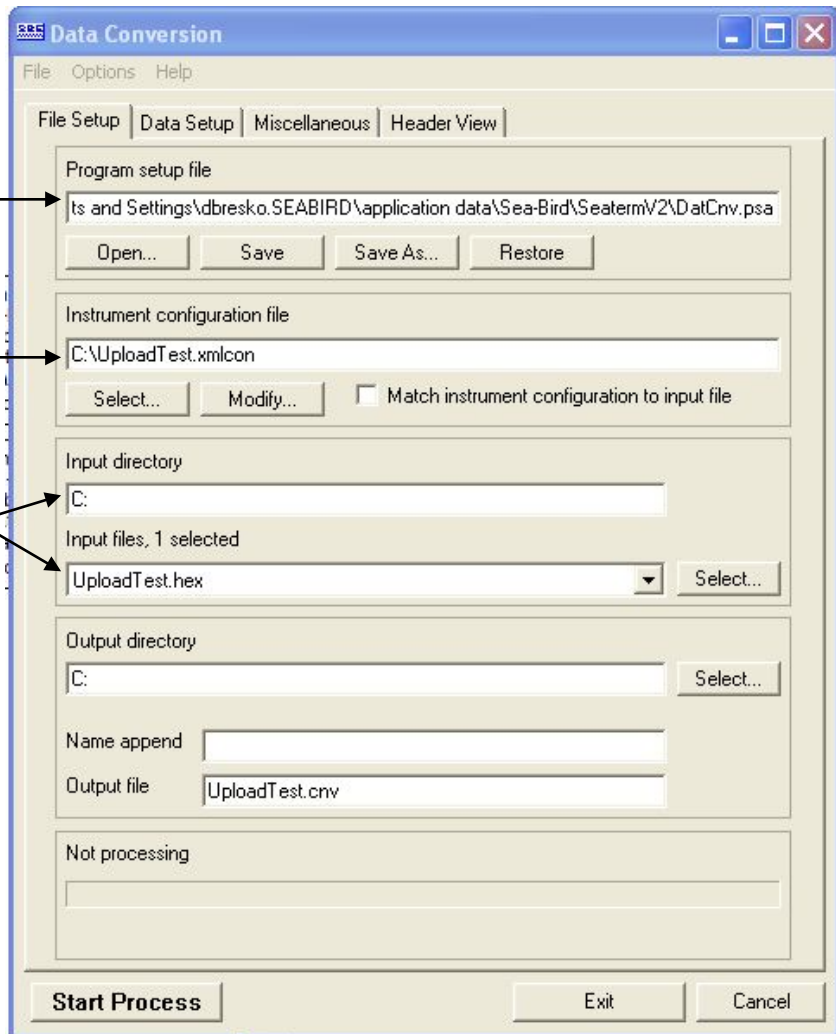 SBE Data Conversion
File Options Help
File Setup Data Setup Miscellaneous Header View
Program setup file
ts and Settings\dbresko.SEABIRD\application data\Sea-Bird\SeatermV2\DatCnv.psa
Open... Save Save As... Restore
Instrument configuration file
C:\UploadTest.xmlcon
Select... Modify... Match instrument configuration to input file
Input directory
C:
Input files, 1 selected
UploadTest.hex Select...
Output directory
C: Select...
Name append
Output file UploadTest.cnv
Not processing
Start Process Exit Cancel